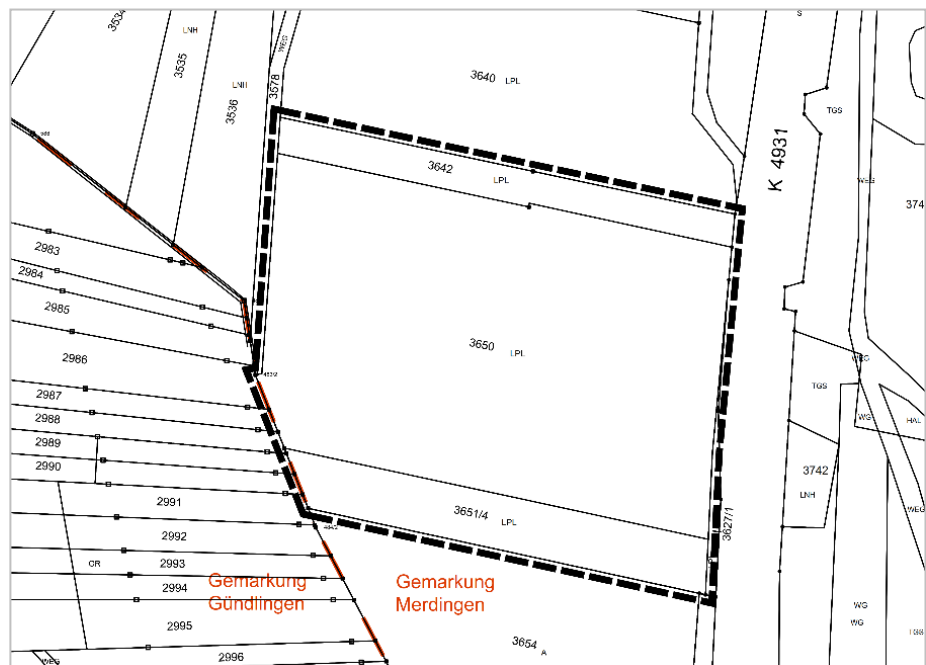 3534
LNH
3535
LNH
3536
WEG
3578
3640 LPL
S
TGS
K 4931
WEG
374
3642
LPL
2983
2984
2985
2986
2987
2988
2989
2990
2991
2992
2993
2994
2995
2996
CR
WEG
3650
LPL
3651/4
LPL
3627/1
WEG
TGS
WG
HAL
3742
LNH
WEG
WG
WG
TGS
Gemarkung
Gündlingen
Gemarkung
Merdingen
3654 A